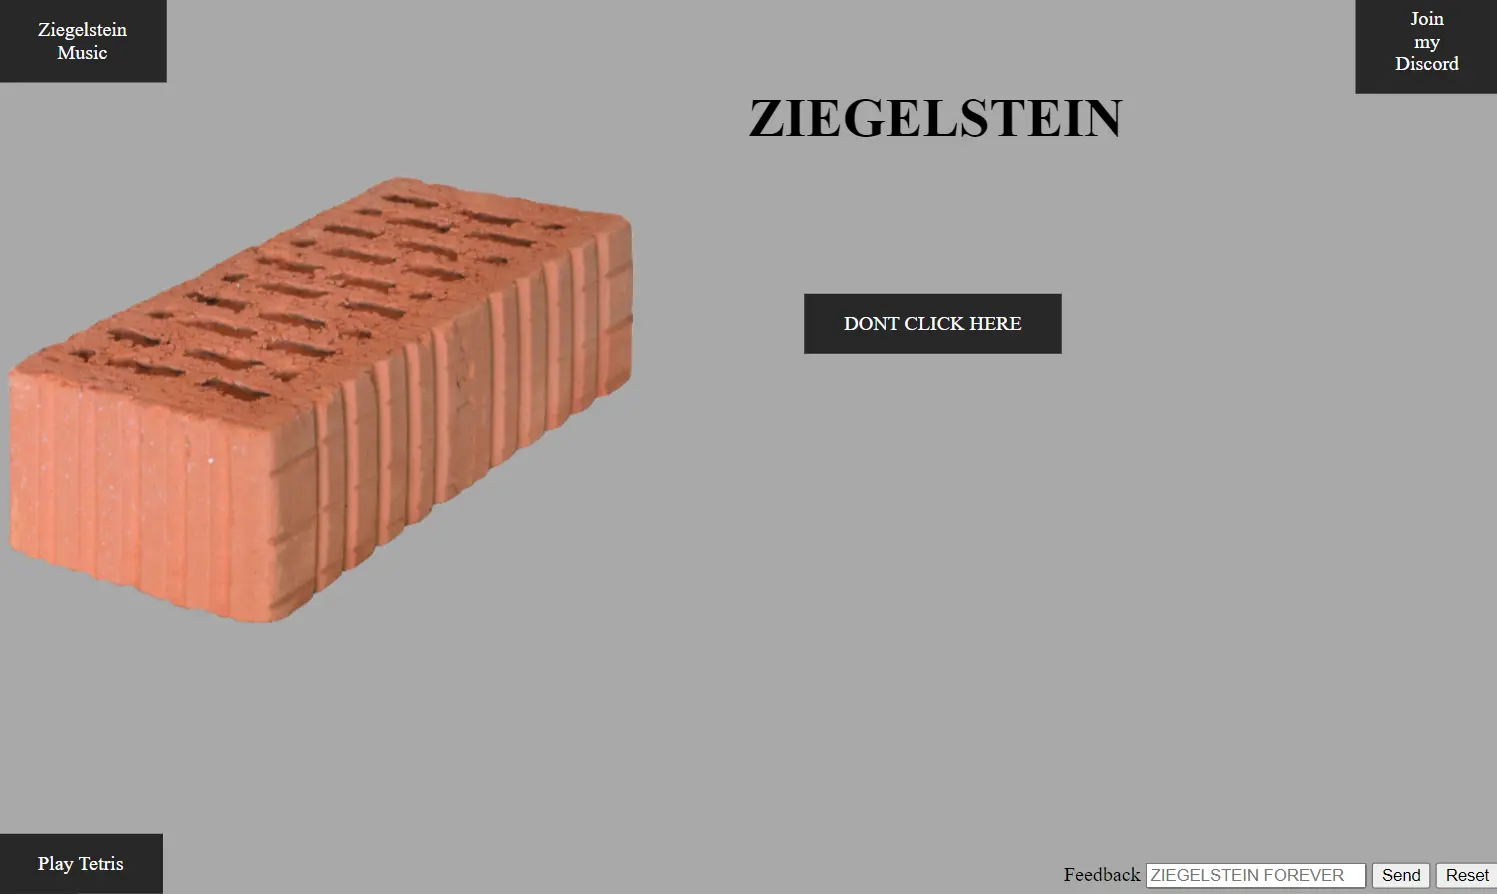 Ziegelstein
Music
Join
my
Discord
ZIEGELSTEIN
DONT CLICK HERE
Play Tetris
Feedback ZIEGELSTEIN FOREVER Send Reset